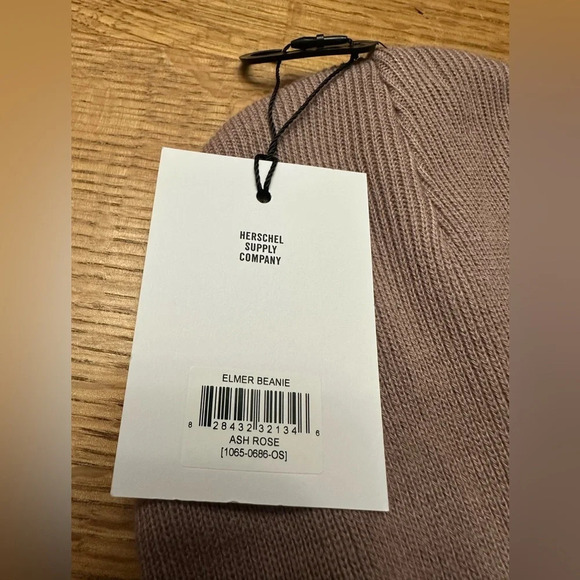 HERSCHEL
SUPPLY
COMPANY
ELMER BEANIE
8 28432 32134 6
ASH ROSE
[1065-0686-OS]